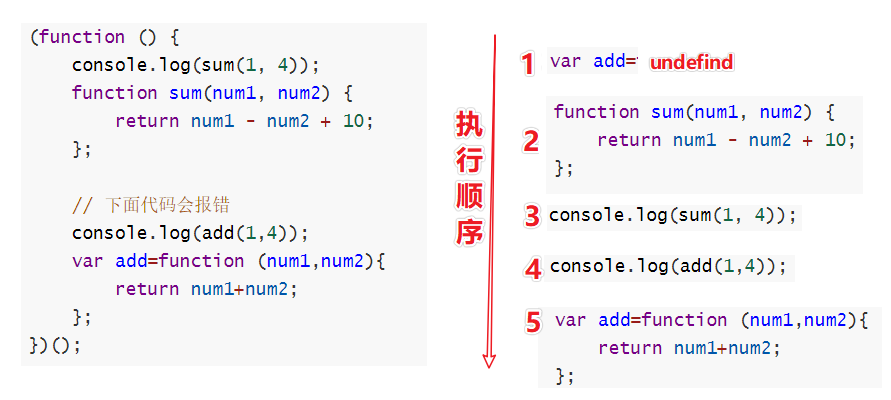 (function () {
    console.log(sum(1, 4));
    function sum(num1, num2) {
        return num1 - num2 + 10;
    };
    // 下面代码会报错
    console.log(add(1,4));
    var add=function (num1,num2){
        return num1+num2;
    };
})();
执
行
顺
序
1 var add= undefind
2 function sum(num1, num2) {
    return num1 - num2 + 10;
};
3 console.log(sum(1, 4));
4 console.log(add(1,4));
5 var add=function (num1,num2){
    return num1+num2;
};